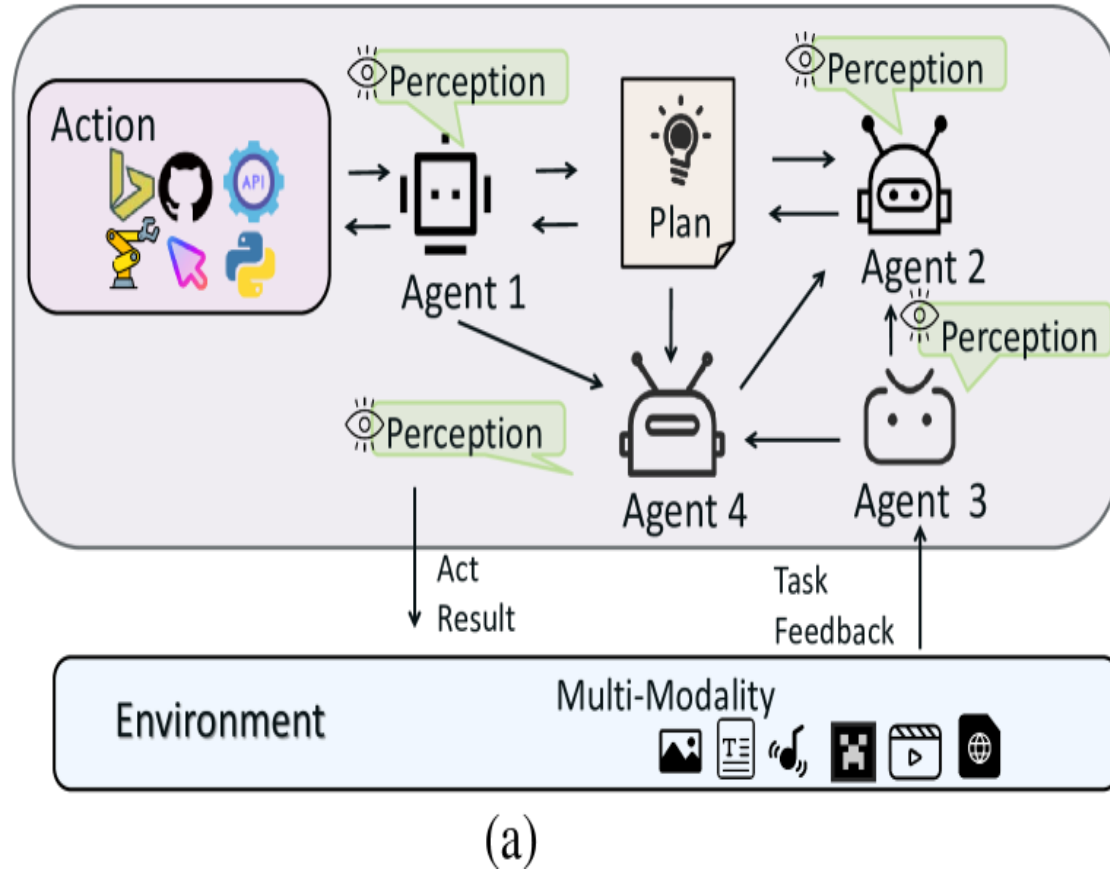 Perception
Perception
Action
API
Plan
Agent 1
Agent 2
Perception
Perception
Agent 4
Agent 3
Act
Result
Task
Feedback
Multi-Modality
Environment
T
(a)